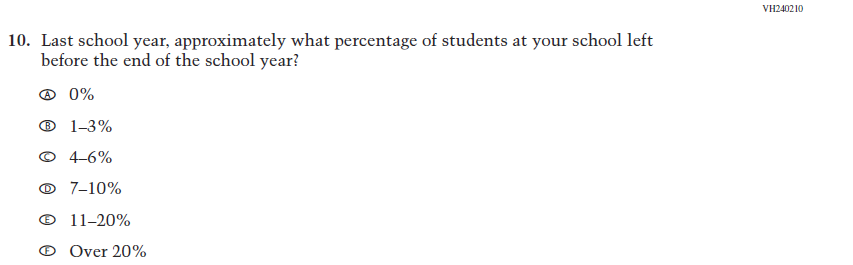 VH240210
10. Last school year, approximately what percentage of students at your school left
before the end of the school year?
Ⓐ 0%
Ⓑ 1–3%
Ⓒ 4–6%
Ⓓ 7–10%
Ⓔ 11–20%
Ⓕ Over 20%